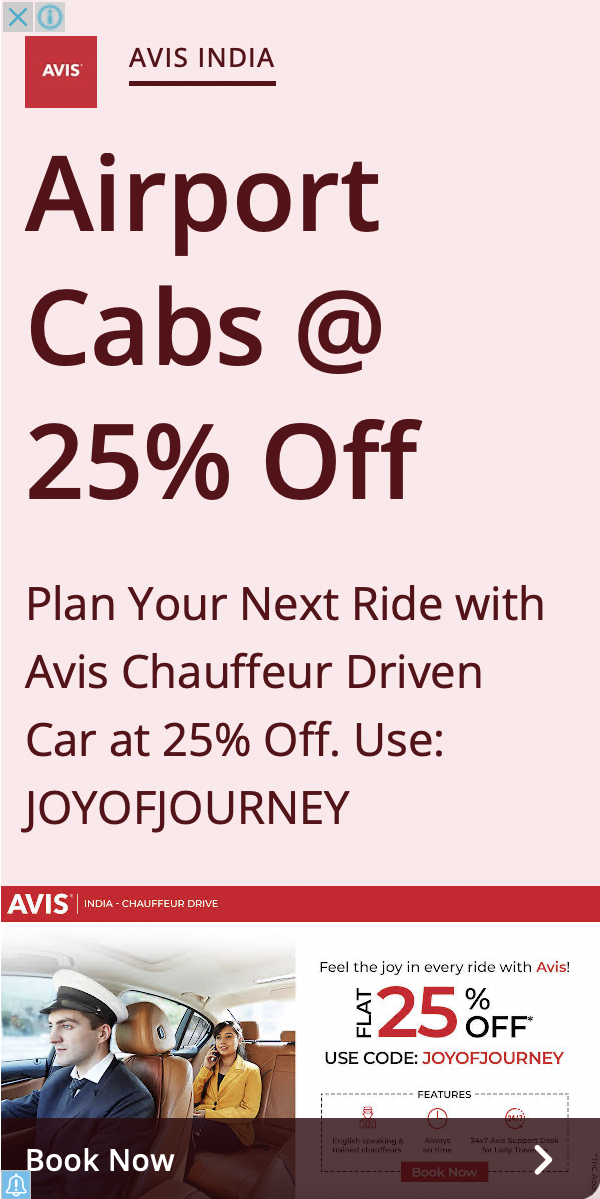 AVIS
AVIS INDIA
Airport
Cabs @
25% Off
Plan Your Next Ride with
Avis Chauffeur Driven
Car at 25% Off. Use:
JOYOFJOURNEY
AVIS | INDIA - CHAUFFEUR DRIVE
Feel the joy in every ride with Avis!
FLAT 25% OFF*
USE CODE: JOYOFJOURNEY
FEATURES
24/7
English speaking &
trained chauffeurs
Always
on time
24x7 Avis Support Desk
for Lady
Book Now
Book Now